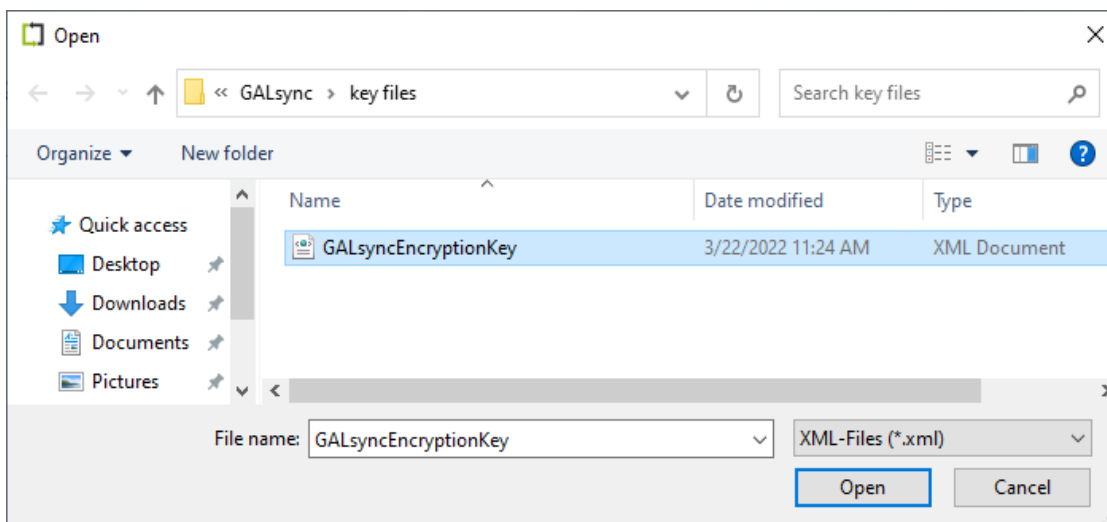 Open
« GALsync › key files
Search key files
Organize
New folder
?
Name
Date modified
Type
Quick access
GALsyncEncryptionKey
3/22/2022 11:24 AM
XML Document
Desktop
Downloads
Documents
Pictures
File name:
GALsyncEncryptionKey
XML-Files (*.xml)
Open
Cancel